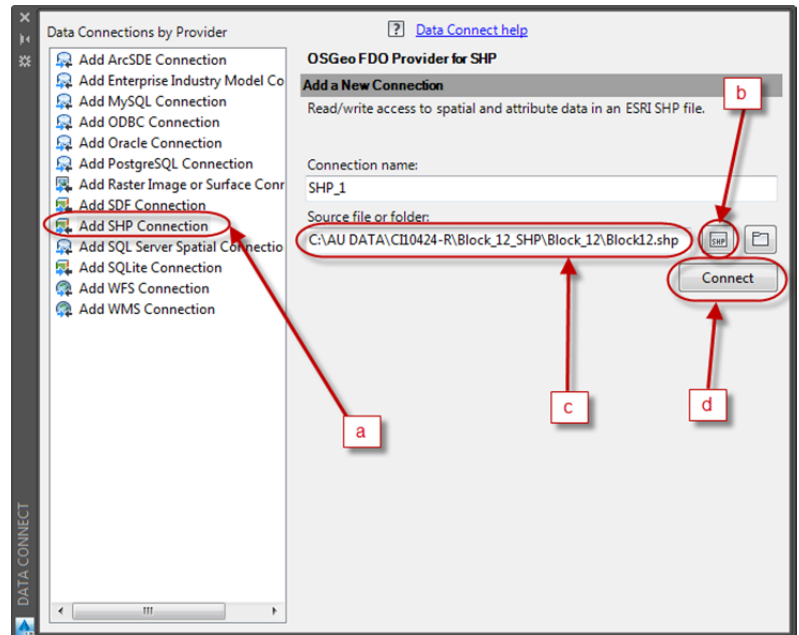 Data Connections by Provider
Add ArcSDE Connection
Add Enterprise Industry Model Co
Add MySQL Connection
Add ODBC Connection
Add Oracle Connection
Add PostgreSQL Connection
Add Raster Image or Surface Conr
Add SDF Connection
Add SHP Connection
Add SQL Server Spatial Connectio
Add SQLite Connection
Add WFS Connection
Add WMS Connection
? Data Connect help
OSGeo FDO Provider for SHP
Add a New Connection
Read/write access to spatial and attribute data in an ESRI SHP file.
Connection name:
SHP_1
Source file or folder:
C:\AU DATA\CI10424-R\Block_12_SHP\Block_12\Block12.shp
SHP
Connect
a
b
c
d
DATA CONNECT